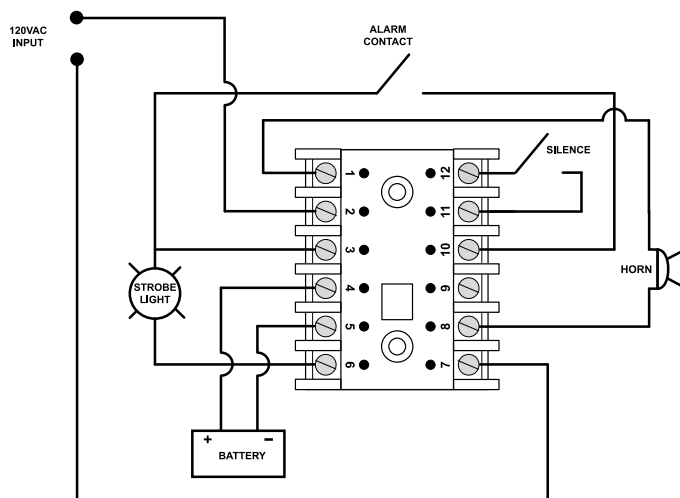 120VAC
INPUT
ALARM
CONTACT
SILENCE
HORN
STROBE
LIGHT
1
2
3
4
5
6
12
11
10
9
8
7
+ −
BATTERY